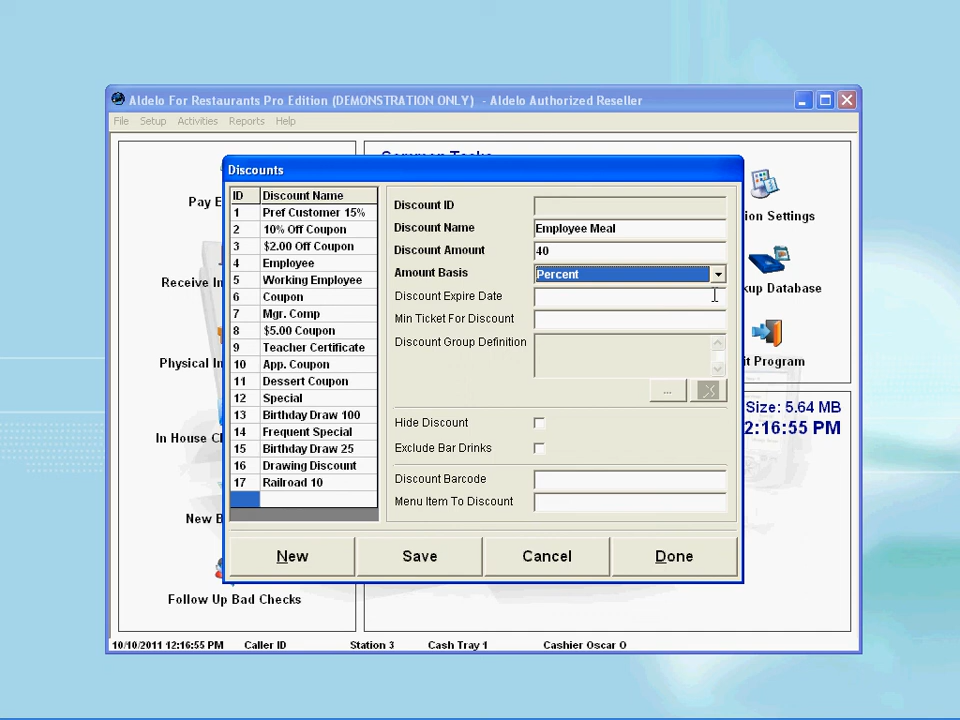 Aldelo For Restaurants Pro Edition (DEMONSTRATION ONLY) - Aldelo Authorized Reseller
File Setup Activities Reports Help
Common Tasks
Discounts
ID Discount Name
1 Pref Customer 15%
2 10% Off Coupon
3 $2.00 Off Coupon
4 Employee
5 Working Employee
6 Coupon
7 Mgr. Comp
8 $5.00 Coupon
9 Teacher Certificate
10 App. Coupon
11 Dessert Coupon
12 Special
13 Birthday Draw 100
14 Frequent Special
15 Birthday Draw 25
16 Drawing Discount
17 Railroad 10
Discount ID
Discount Name Employee Meal
Discount Amount 40
Amount Basis Percent
Discount Expire Date
Min Ticket For Discount
Discount Group Definition
...
Hide Discount
Exclude Bar Drinks
Discount Barcode
Menu Item To Discount
New Save Cancel Done
Pay E
Receive In
Physical In
In House C
New B
Follow Up Bad Checks
ion Settings
kup Database
it Program
Size: 5.64 MB
2:16:55 PM
10/10/2011 12:16:55 PM Caller ID Station 3 Cash Tray 1 Cashier Oscar O